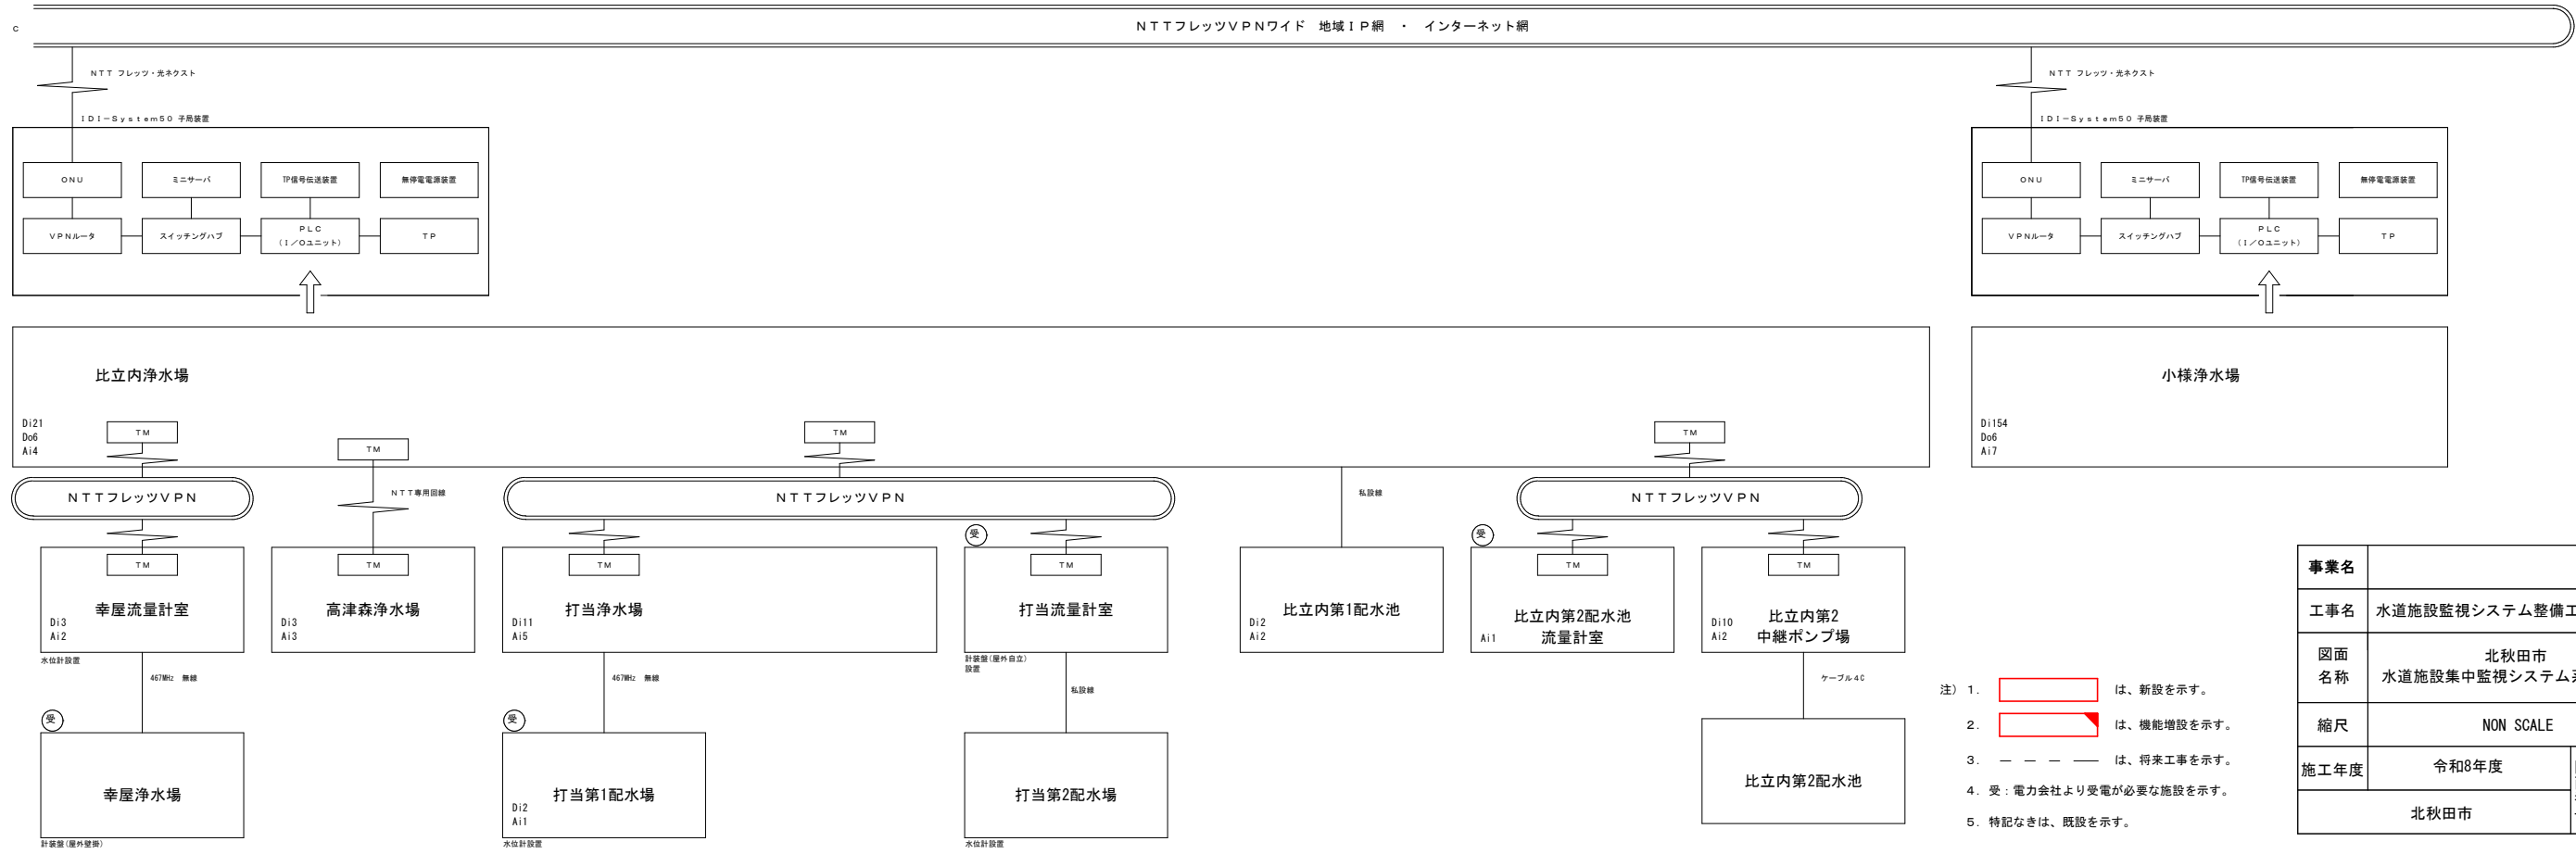 C
ＮＴＴフレッツＶＰＮワイド　地域ＩＰ網　・　インターネット網
ＮＴＴ フレッツ・光ネクスト
ＮＴＴ フレッツ・光ネクスト
ＩＤＩ－Ｓｙｓｔｅｍ５０ 子局装置
ＯＮＵ
ミニサーバ
TP信号伝送装置
無停電電源装置
ＶＰＮルータ
スイッチングハブ
ＰＬＣ
（Ｉ／Ｏユニット）
ＴＰ
ＩＤＩ－Ｓｙｓｔｅｍ５０ 子局装置
ＯＮＵ
ミニサーバ
TP信号伝送装置
無停電電源装置
ＶＰＮルータ
スイッチングハブ
ＰＬＣ
（Ｉ／Ｏユニット）
ＴＰ
比立内浄水場
Di21
Do6
Ai4
ＴＭ
ＴＭ
ＴＭ
ＴＭ
小様浄水場
Di154
Do6
Ai7
ＮＴＴフレッツＶＰＮ
ＮＴＴ専用回線
ＮＴＴフレッツＶＰＮ
私設線
ＮＴＴフレッツＶＰＮ
ＴＭ
幸屋流量計室
Di3
Ai2
水位計設置
ＴＭ
高津森浄水場
Di3
Ai3
ＴＭ
打当浄水場
Di11
Ai5
受
ＴＭ
打当流量計室
計装盤(屋外自立)
設置
比立内第1配水池
Di2
Ai2
受
ＴＭ
比立内第2配水池
流量計室
Ai1
ＴＭ
比立内第2
中継ポンプ場
Di10
Ai2
467MHz　無線
467MHz　無線
私設線
ケーブル４Ｃ
受
幸屋浄水場
計装盤(屋外壁掛)
受
打当第1配水場
Di2
Ai1
水位計設置
打当第2配水場
水位計設置
比立内第2配水池
注） １．　は、新設を示す。
２．　は、機能増設を示す。
３．　は、将来工事を示す。
４．受：電力会社より受電が必要な施設を示す。
５．特記なきは、既設を示す。
事業名
工事名　水道施設監視システム整備工
図面
名称
北秋田市
水道施設集中監視システム
縮尺　NON SCALE
施工年度　令和8年度
北秋田市